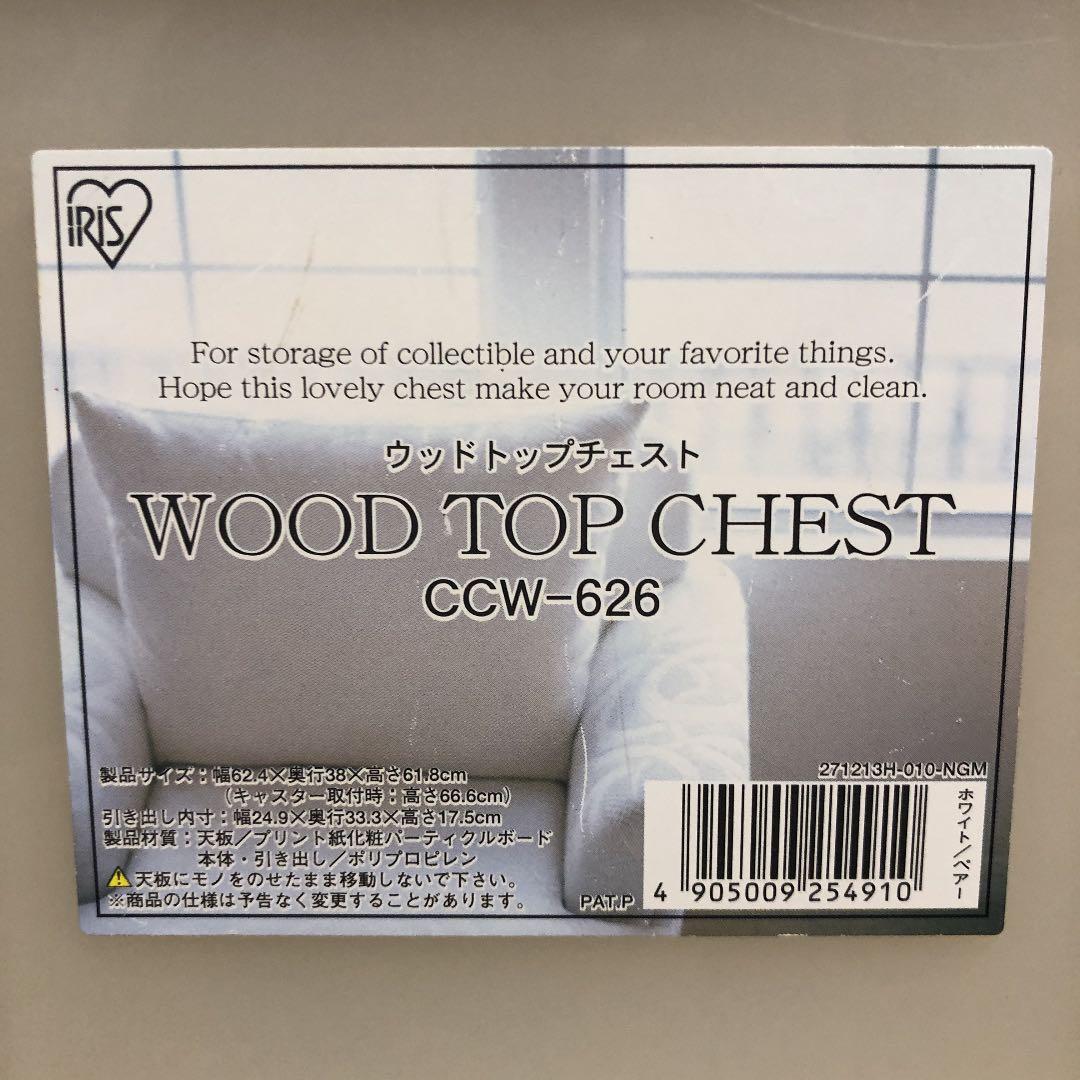 IRIS
For storage of collectible and your favorite things.
Hope this lovely chest make your room neat and clean.
ウッドトップチェスト
WOOD TOP CHEST
CCW-626
製品サイズ：幅62.4×奥行38×高さ61.8cm
（キャスター取付時：高さ66.6cm）
引き出し内寸：幅24.9×奥行33.3×高さ17.5cm
製品材質：天板／プリント紙化粧パーティクルボード
本体・引き出し／ポリプロピレン
⚠天板にモノをのせたまま移動しないで下さい。
※商品の仕様は予告なく変更することがあります。
PAT.P
271213H-010-NGM
4 905009 254910
ホワイト／ペアー